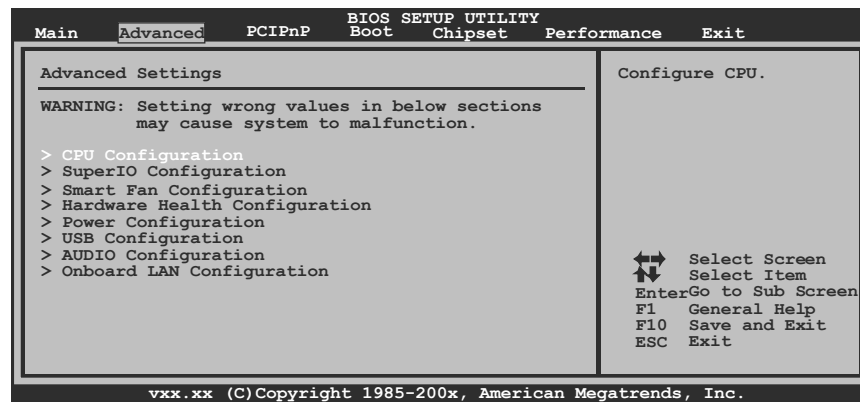 BIOS SETUP UTILITY
Main Advanced PCIPnP Boot Chipset Performance Exit
Advanced Settings
WARNING: Setting wrong values in below sections
may cause system to malfunction.
> CPU Configuration
> SuperIO Configuration
> Smart Fan Configuration
> Hardware Health Configuration
> Power Configuration
> USB Configuration
> AUDIO Configuration
> Onboard LAN Configuration
Configure CPU.
Select Screen
Select Item
Enter Go to Sub Screen
F1 General Help
F10 Save and Exit
ESC Exit
vxx.xx (C)Copyright 1985-200x, American Megatrends, Inc.